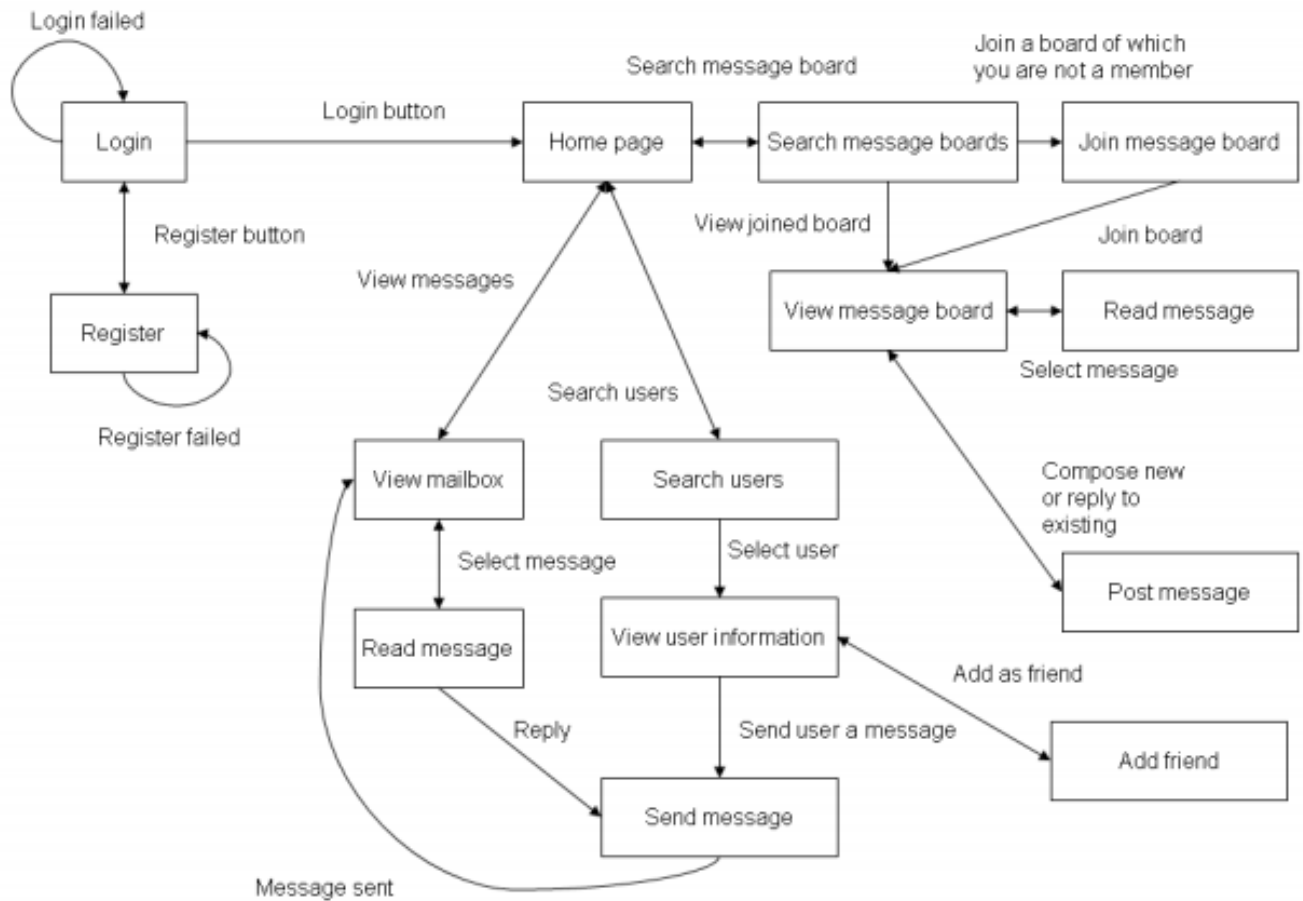 Login failed
Join a board of which
you are not a member
Search message board
Login button
Login
Home page
Search message boards
Join message board
Register button
View joined board
Join board
View messages
View message board
Read message
Register
Select message
Search users
Register failed
View mailbox
Search users
Compose new
or reply to
existing
Select message
Select user
Post message
Read message
View user information
Add as friend
Reply
Send user a message
Add friend
Send message
Message sent